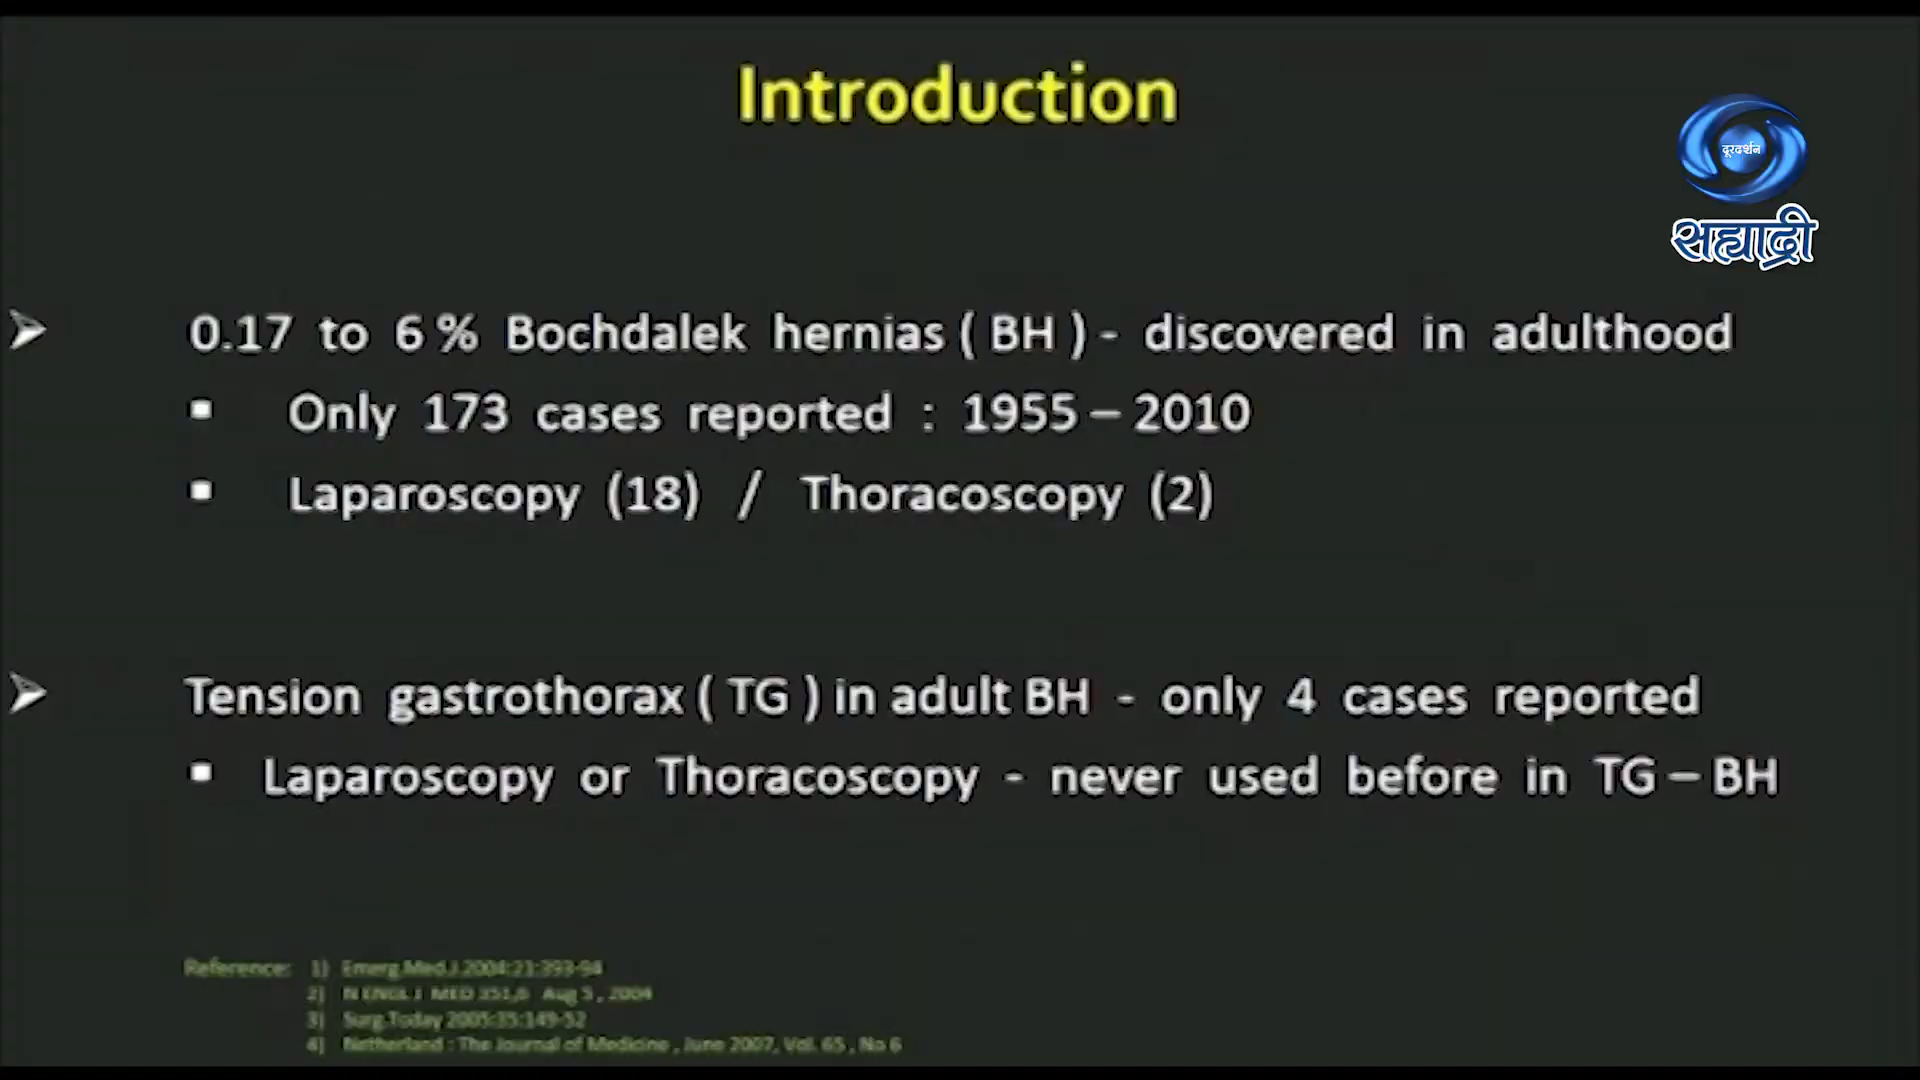 Introduction
दूरदर्शन
सह्याद्री
0.17 to 6 % Bochdalek hernias ( BH ) - discovered in adulthood
Only 173 cases reported : 1955 – 2010
Laparoscopy (18) / Thoracoscopy (2)
Tension gastrothorax ( TG ) in adult BH - only 4 cases reported
Laparoscopy or Thoracoscopy - never used before in TG – BH
Reference: 1) Emerg.Med.J.2004:21:393-94
2) N ENGL J MED 351,6 Aug 5 , 2004
3) Surg.Today 2005:35:149-52
4) Netherland : The Journal of Medicine , June 2007, Vol. 65 , No 6